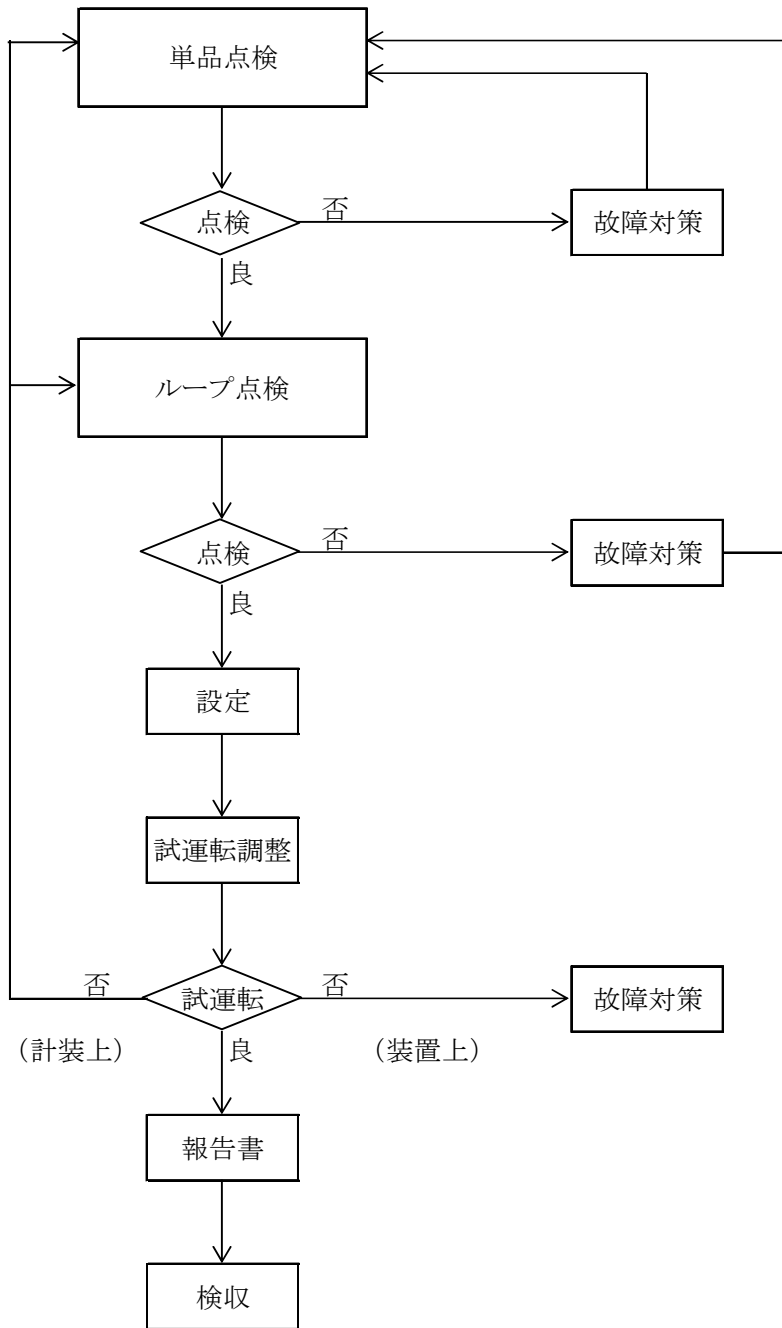 単品点検
点検
否
故障対策
良
ループ点検
点検
否
故障対策
良
設定
試運転調整
否
試運転
否
故障対策
（計装上）
良
（装置上）
報告書
検収